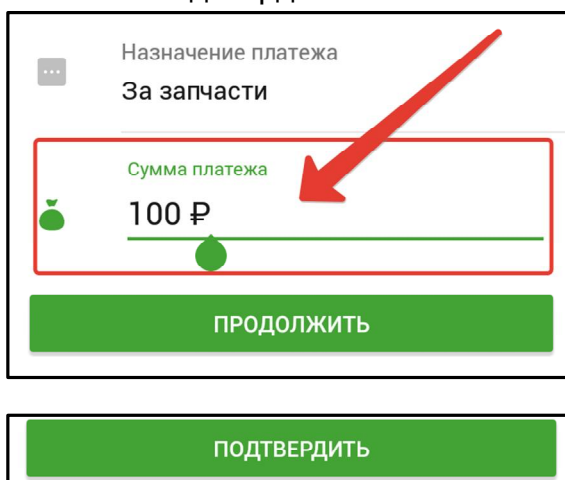 Назначение платежа
За запчасти
Сумма платежа
100 ₽
ПРОДОЛЖИТЬ
ПОДТВЕРДИТЬ